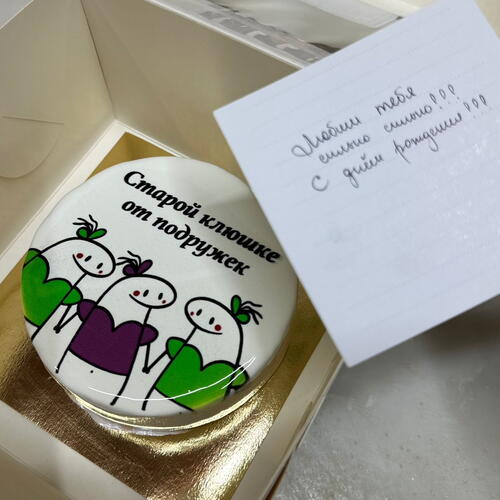 Старой клюшке
от подружек
Любим тебя
сильно сильно!!!
С днём рождения!!!